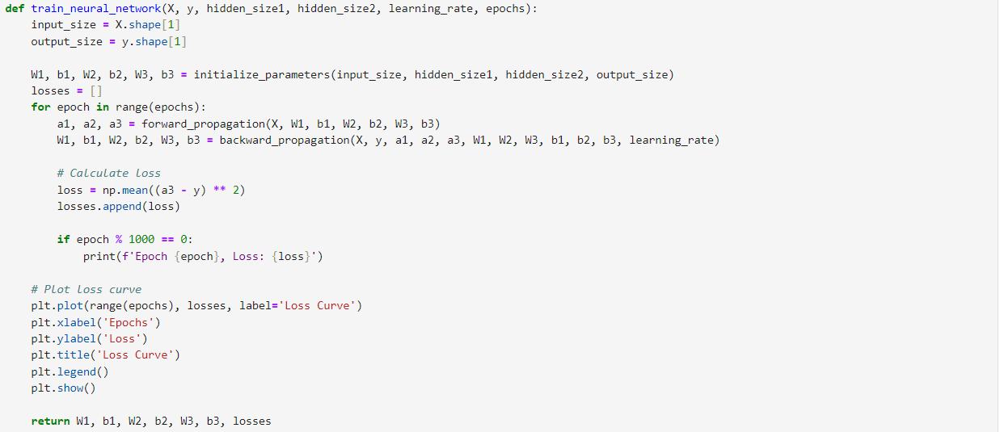 def train_neural_network(X, y, hidden_size1, hidden_size2, learning_rate, epochs):
    input_size = X.shape[1]
    output_size = y.shape[1]

    W1, b1, W2, b2, W3, b3 = initialize_parameters(input_size, hidden_size1, hidden_size2, output_size)
    losses = []
    for epoch in range(epochs):
        a1, a2, a3 = forward_propagation(X, W1, b1, W2, b2, W3, b3)
        W1, b1, W2, b2, W3, b3 = backward_propagation(X, y, a1, a2, a3, W1, W2, W3, b1, b2, b3, learning_rate)

        # Calculate loss
        loss = np.mean((a3 - y) ** 2)
        losses.append(loss)

        if epoch % 1000 == 0:
            print(f'Epoch {epoch}, Loss: {loss}')

    # Plot loss curve
    plt.plot(range(epochs), losses, label='Loss Curve')
    plt.xlabel('Epochs')
    plt.ylabel('Loss')
    plt.title('Loss Curve')
    plt.legend()
    plt.show()

    return W1, b1, W2, b2, W3, b3, losses